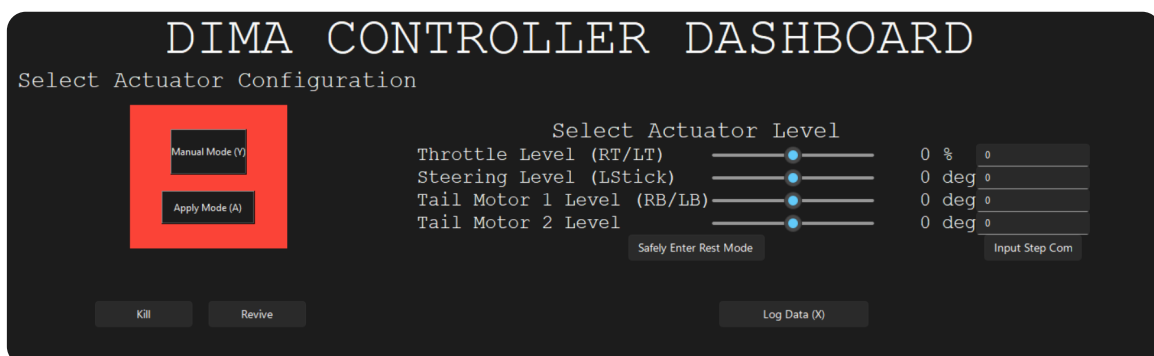 DIMA CONTROLLER DASHBOARD
Select Actuator Configuration
Manual Mode (Y)
Apply Mode (A)
Select Actuator Level
Throttle Level (RT/LT) 0 % 0
Steering Level (LStick) 0 deg 0
Tail Motor 1 Level (RB/LB) 0 deg 0
Tail Motor 2 Level 0 deg 0
Safely Enter Rest Mode Input Step Com
Kill Revive Log Data (X)